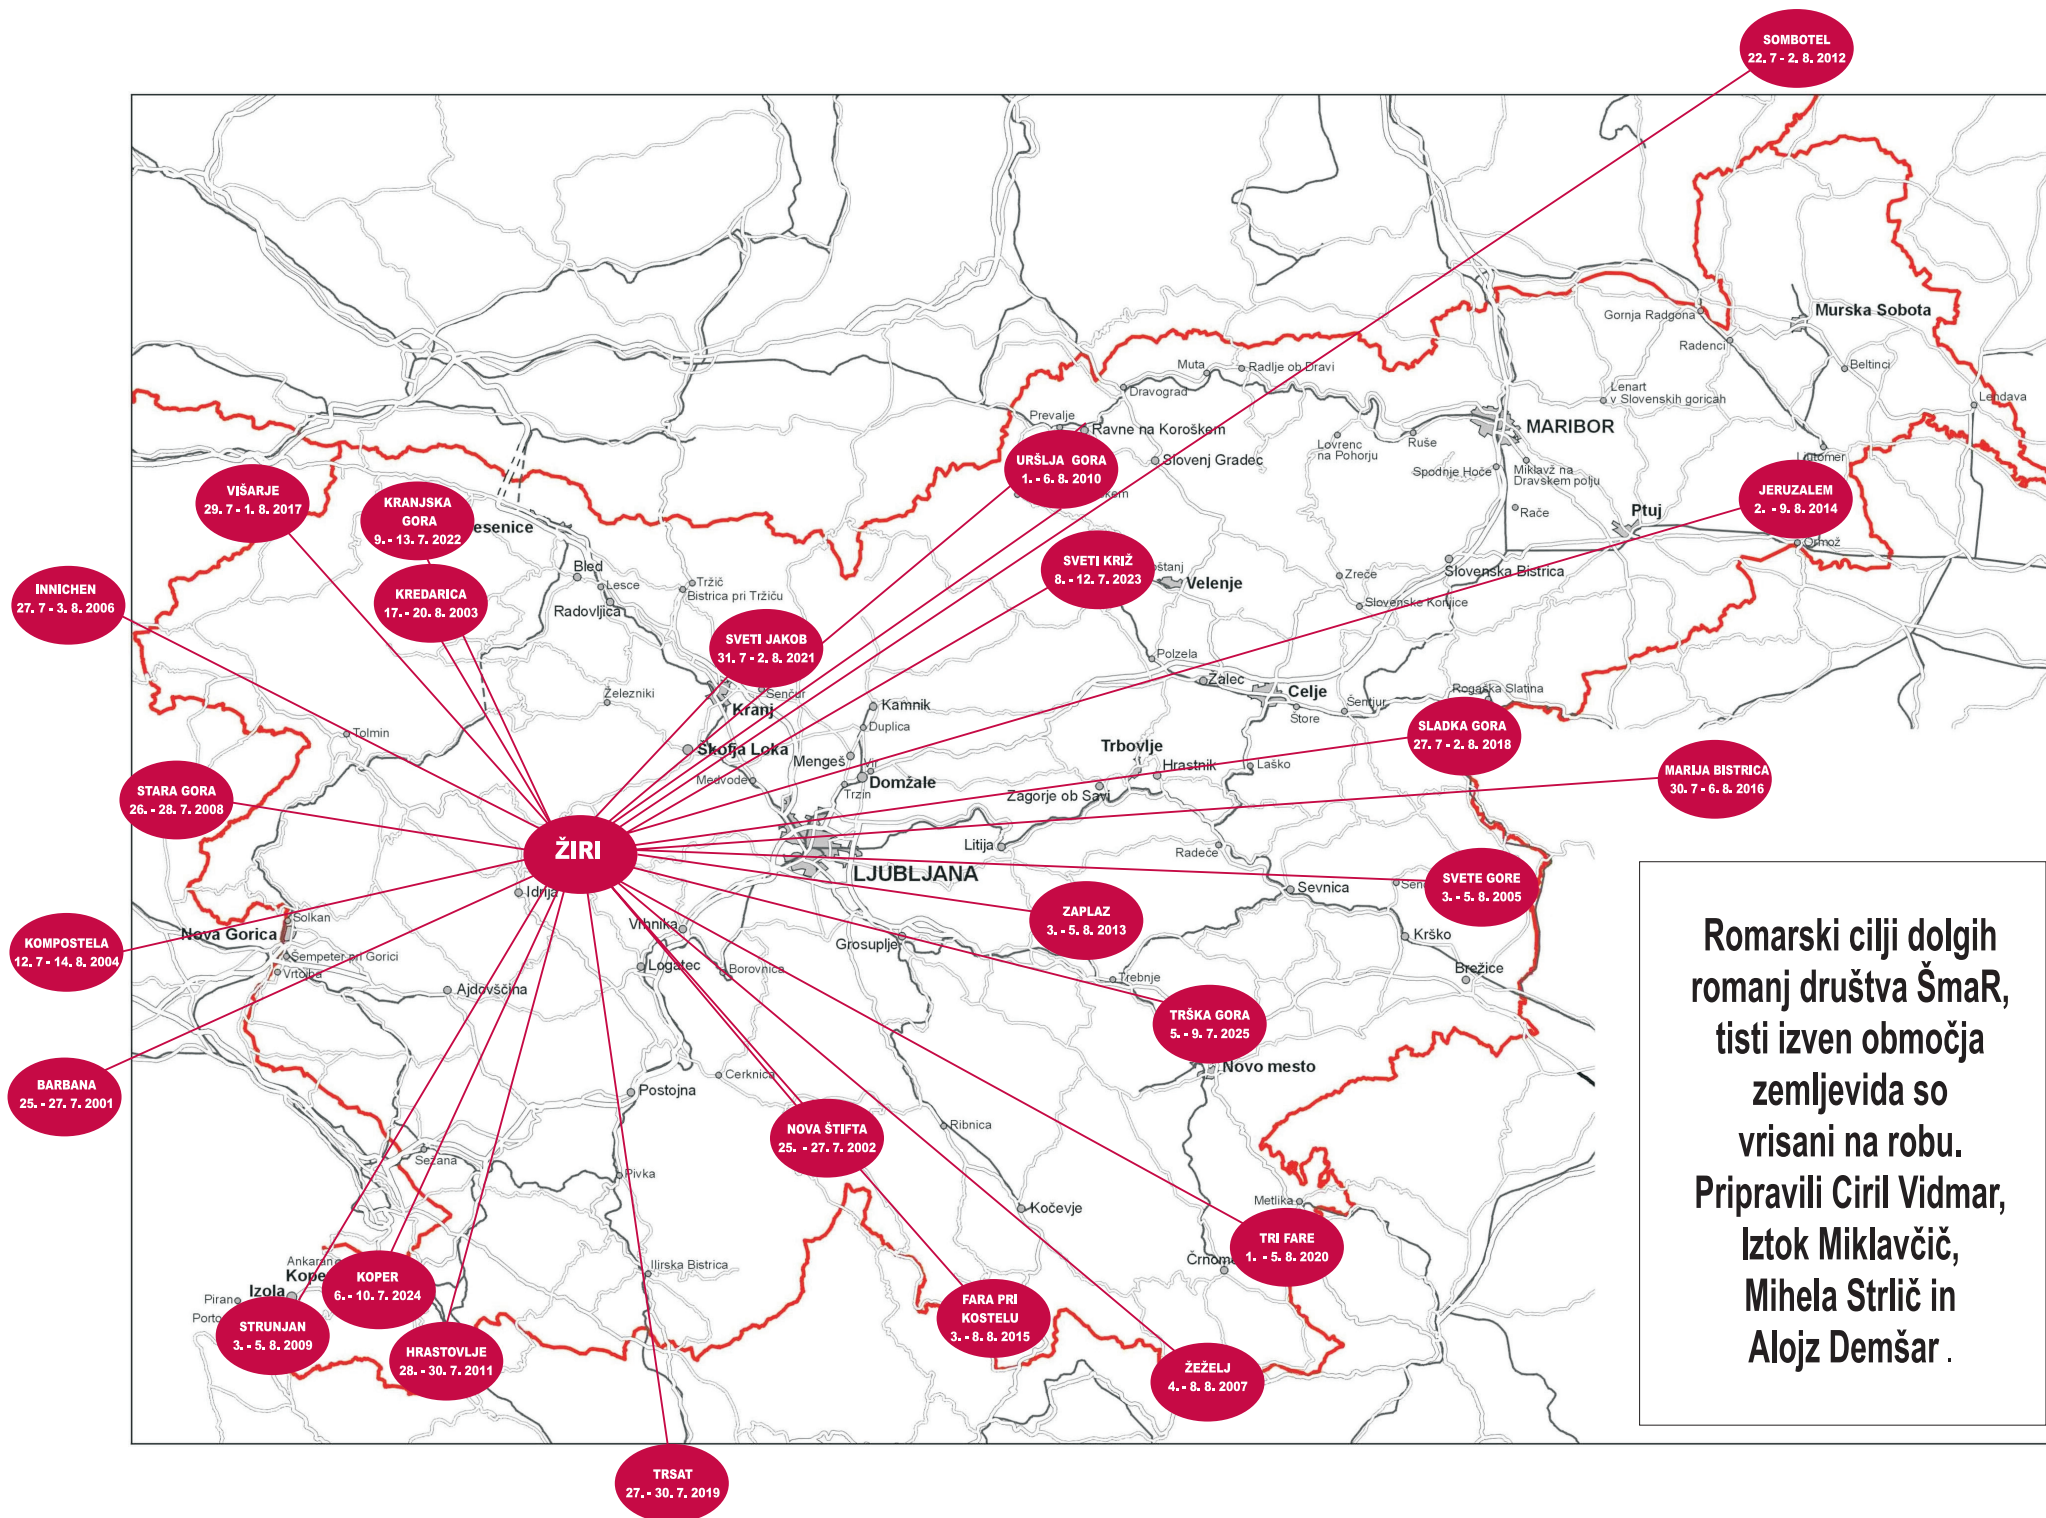 SOMBOTEL
22. 7 - 2. 8. 2012
Gornja Radgona
Murska Sobota
Radenci
Beltinci
Muta
Radlje ob Dravi
Dravograd
Lenart
v Slovenskih goricah
Lendava
Prevalje
Ravne na Koroškem
MARIBOR
Lovrenc
na Pohorju
Ruše
URŠLJA GORA
1. - 6. 8. 2010
Slovenj Gradec
Spodnje Hoče
Miklavž na
Dravskem polju
Ljutomer
VIŠARJE
29. 7 - 1. 8. 2017
KRANJSKA
GORA
9. - 13. 7. 2022
JERUZALEM
2. - 9. 8. 2014
Rače
Ptuj
esenice
Ormož
SVETI KRIŽ
8. - 12. 7. 2023
oštanj
Velenje
Zreče
Slovenska Bistrica
Bled
Lesce
Tržič
Bistrica pri Tržiču
Radovljica
INNICHEN
27. 7 - 3. 8. 2006
KREDARICA
17. - 20. 8. 2003
Slovenske Konjice
SVETI JAKOB
31. 7 - 2. 8. 2021
Polzela
Žalec
Celje
Šentjur
Štore
Rogaška Slatina
Železniki
Šenčur
Kranj
Kamnik
Duplica
Tolmin
Škofja Loka
Mengeš
Vir
Domžale
Medvode
Trzin
Trbovlje
Hrastnik
Laško
Zagorje ob Savi
SLADKA GORA
27. 7 - 2. 8. 2018
MARIJA BISTRICA
30. 7 - 6. 8. 2016
STARA GORA
26. - 28. 7. 2008
ŽIRI
Litija
Radeče
LJUBLJANA
Idrija
Sevnica
SVETE GORE
3. - 5. 8. 2005
Solkan
Nova Gorica
Vrhnika
Grosuplje
ZAPLAZ
3. - 5. 8. 2013
Krško
KOMPOSTELA
12. 7 - 14. 8. 2004
Šempeter pri Gorici
Vrtojba
Logatec
Borovnica
Trebnje
Brežice
Ajdovščina
TRŠKA GORA
5. - 9. 7. 2025
Novo mesto
BARBANA
25. - 27. 7. 2001
Cerknica
Postojna
NOVA ŠTIFTA
25. - 27. 7. 2002
Ribnica
Sežana
Pivka
Kočevje
Metlika
TRI FARE
1. - 5. 8. 2020
Črnome
Ankaran
Kope
Izola
Piran
Porto
KOPER
6. - 10. 7. 2024
Ilirska Bistrica
FARA PRI
KOSTELU
3. - 8. 8. 2015
STRUNJAN
3. - 5. 8. 2009
HRASTOVLJE
28. - 30. 7. 2011
ŽEŽELJ
4. - 8. 8. 2007
TRSAT
27. - 30. 7. 2019
Romarski cilji dolgih
romanj društva ŠmaR,
tisti izven območja
zemljevida so
vrisani na robu.
Pripravili Ciril Vidmar,
Iztok Miklavčič,
Mihela Strlič in
Alojz Demšar .